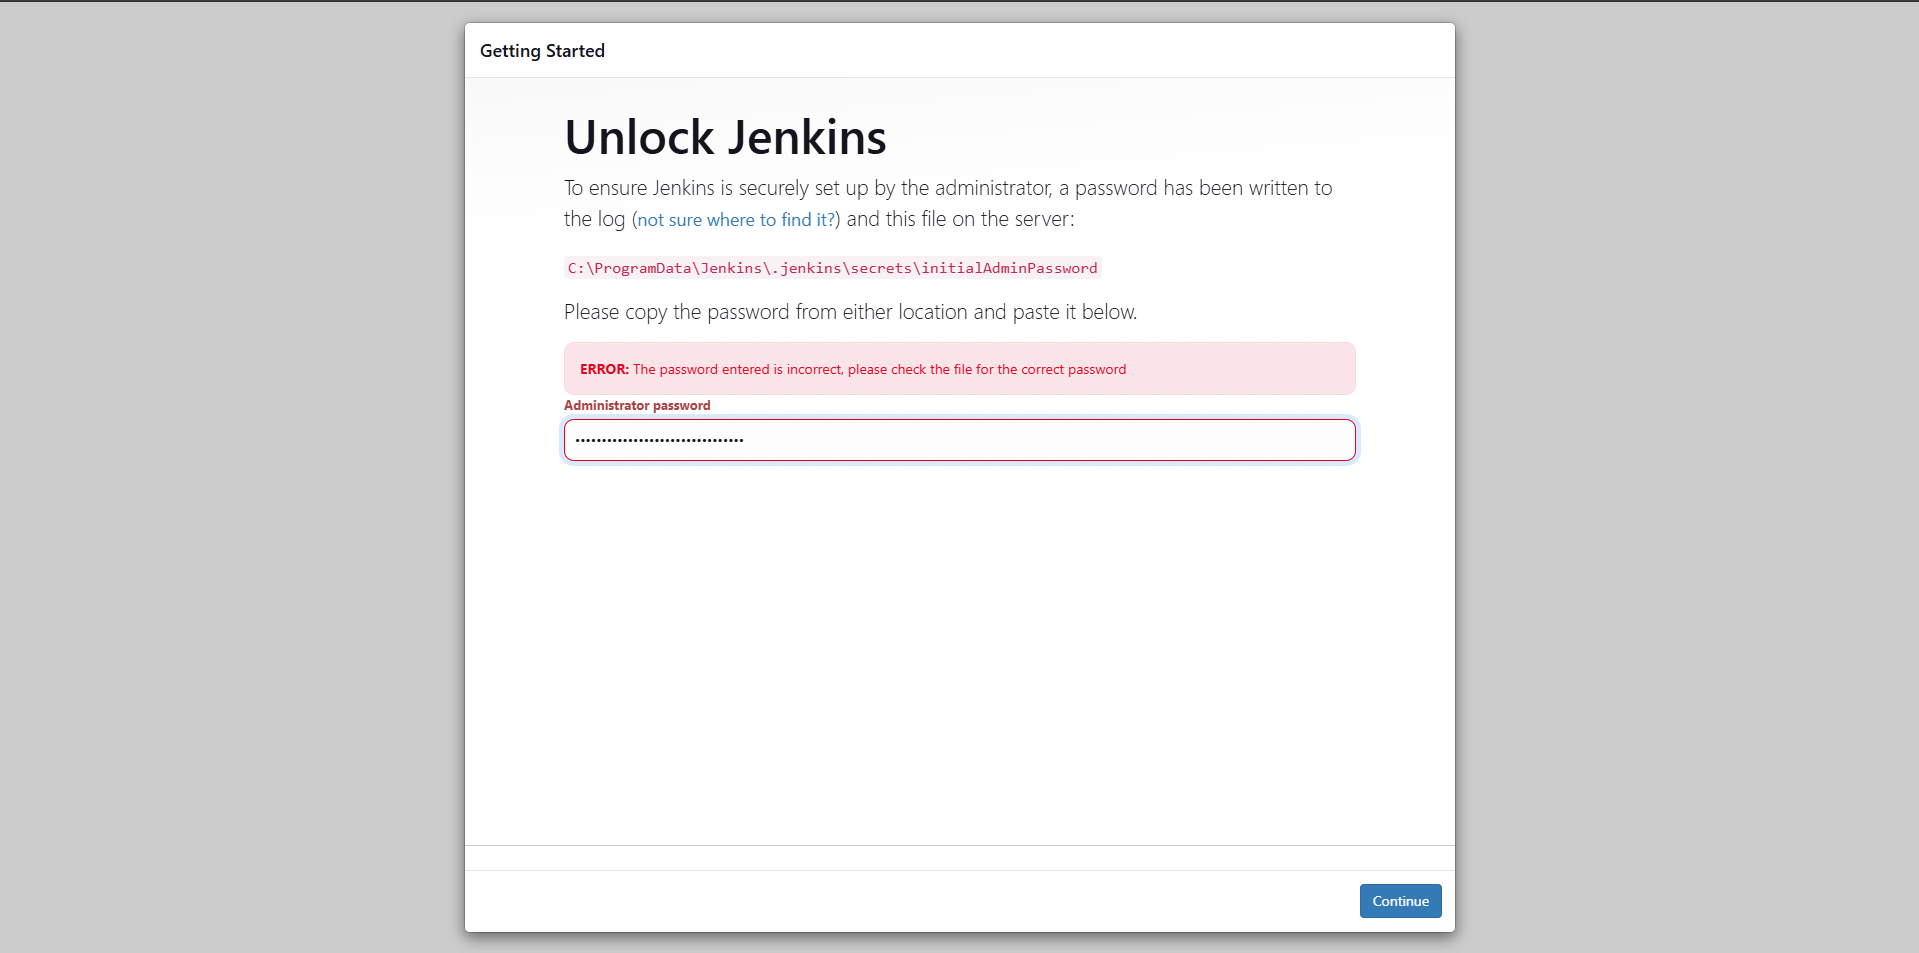 Getting Started
Unlock Jenkins
To ensure Jenkins is securely set up by the administrator, a password has been written to
the log (not sure where to find it?) and this file on the server:
C:\ProgramData\Jenkins\.jenkins\secrets\initialAdminPassword
Please copy the password from either location and paste it below.
ERROR: The password entered is incorrect, please check the file for the correct password
Administrator password
••••••••••••••••••••••••••••••••
Continue